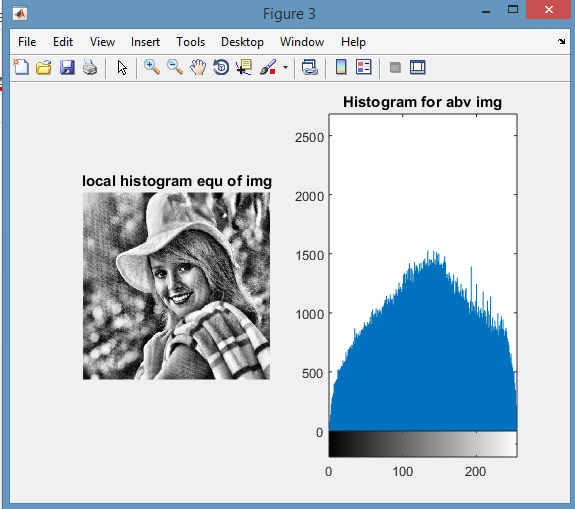 Figure 3
File Edit View Insert Tools Desktop Window Help
Histogram for abv img
local histogram equ of img
2500
2000
1500
1000
500
0
0 100 200